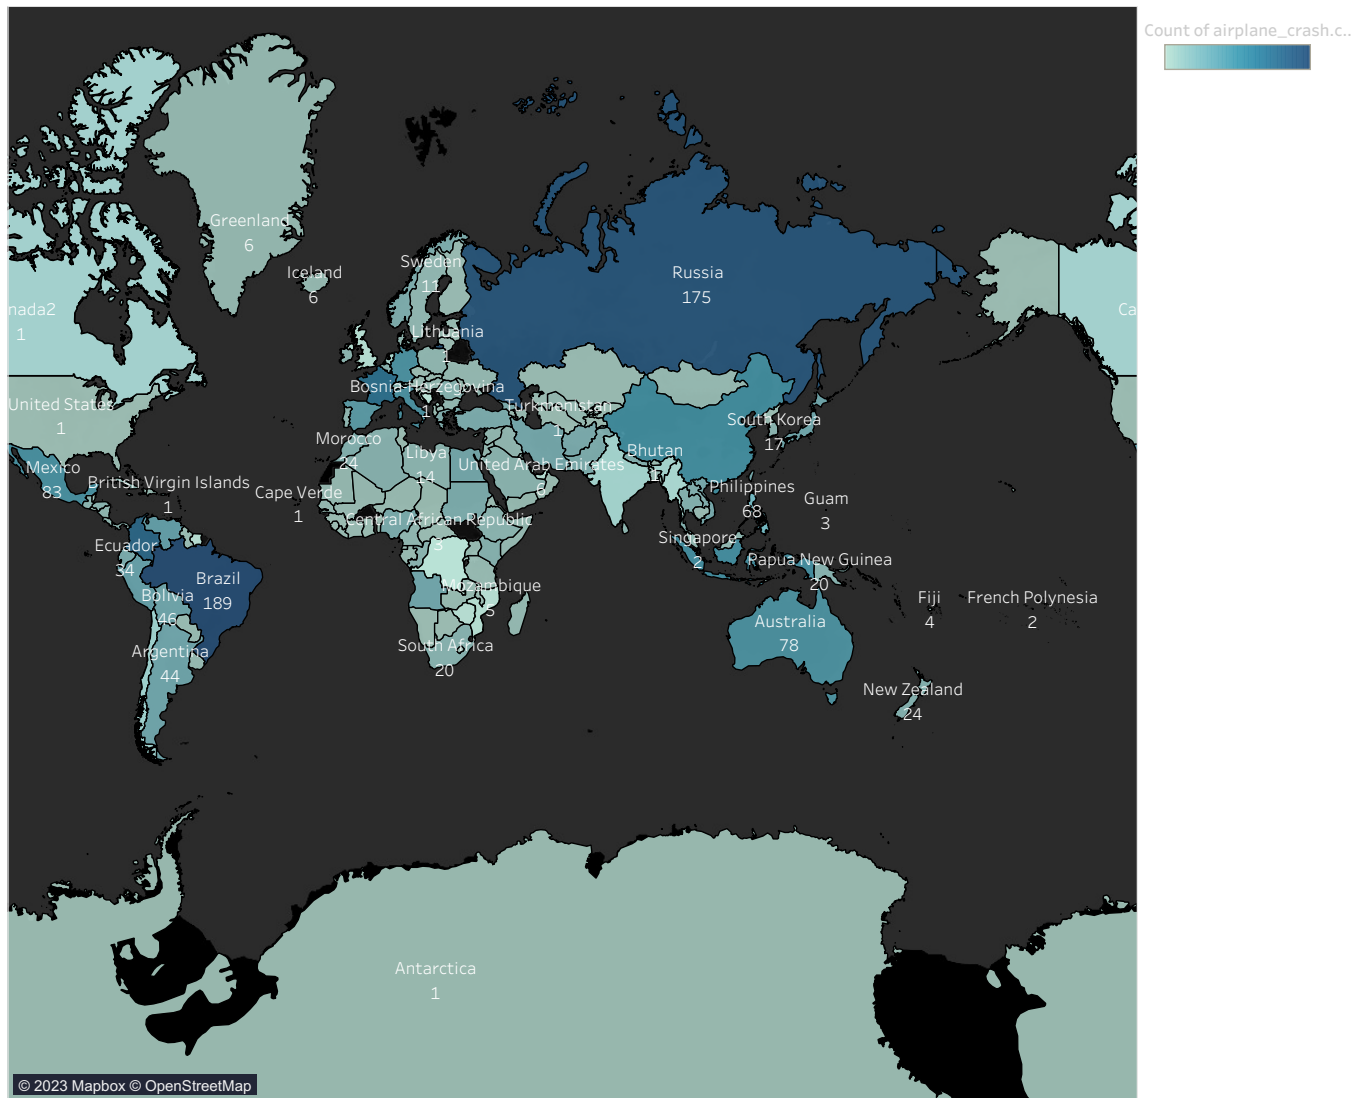 Count of airplane_crash.c..
Greenland
6
Iceland
6
Sweden
11
Russia
175
nada2
1
Ca
Lithuania
1
Bosnia-Herzegovina
1
United States
1
Turkmenistan
1
South Korea
17
Morocco
24
Libya
14
Bhutan
1
United Arab Emirates
6
Mexico
83
British Virgin Islands
1
Cape Verde
1
Philippines
68
Guam
3
Central African Republic
3
Singapore
2
Ecuador
34
Papua New Guinea
20
Brazil
189
Mozambique
5
Bolivia
46
Fiji
4
French Polynesia
2
Australia
78
Argentina
44
South Africa
20
New Zealand
24
Antarctica
1
© 2023 Mapbox © OpenStreetMap